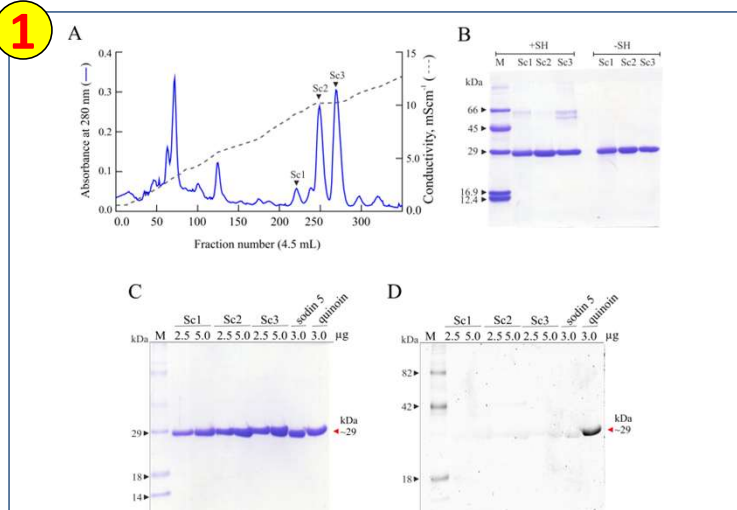 1
A
Absorbance at 280 nm (—)
0.4
0.3
0.2
0.1
0.0
Sc1
Sc2
Sc3
15
10
5.0
0.0
Conductivity, mScm⁻¹ (---)
0.0 50 100 150 200 250 300
Fraction number (4.5 mL)
B
+SH -SH
M Sc1 Sc2 Sc3 Sc1 Sc2 Sc3
kDa
66
45
29
16.9
12.4
C
Sc1 Sc2 Sc3 sodin 5 quinoin
kDa M 2.5 5.0 2.5 5.0 2.5 5.0 3.0 3.0 µg
29
18
14
kDa
~29
D
Sc1 Sc2 Sc3 sodin 5 quinoin
kDa M 2.5 5.0 2.5 5.0 2.5 5.0 3.0 3.0 µg
82
42
18
kDa
~29